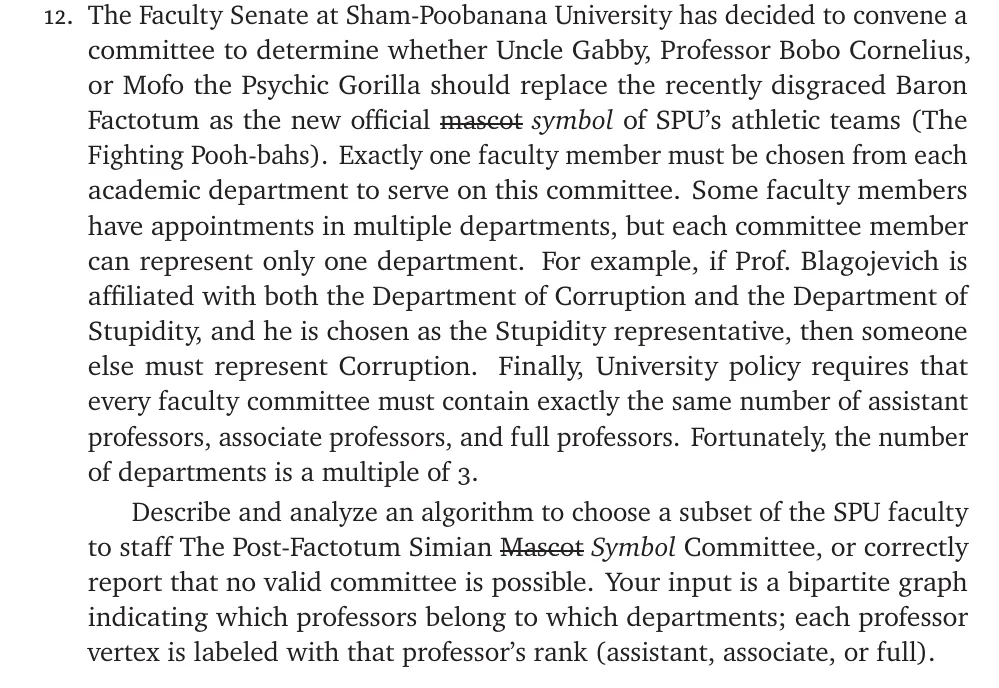 12. The Faculty Senate at Sham-Poobanana University has decided to convene a
committee to determine whether Uncle Gabby, Professor Bobo Cornelius,
or Mofo the Psychic Gorilla should replace the recently disgraced Baron
Factotum as the new official mascot symbol of SPU’s athletic teams (The
Fighting Pooh-bahs). Exactly one faculty member must be chosen from each
academic department to serve on this committee. Some faculty members
have appointments in multiple departments, but each committee member
can represent only one department. For example, if Prof. Blagojevich is
affiliated with both the Department of Corruption and the Department of
Stupidity, and he is chosen as the Stupidity representative, then someone
else must represent Corruption. Finally, University policy requires that
every faculty committee must contain exactly the same number of assistant
professors, associate professors, and full professors. Fortunately, the number
of departments is a multiple of 3.
Describe and analyze an algorithm to choose a subset of the SPU faculty
to staff The Post-Factotum Simian Mascot Symbol Committee, or correctly
report that no valid committee is possible. Your input is a bipartite graph
indicating which professors belong to which departments; each professor
vertex is labeled with that professor’s rank (assistant, associate, or full).